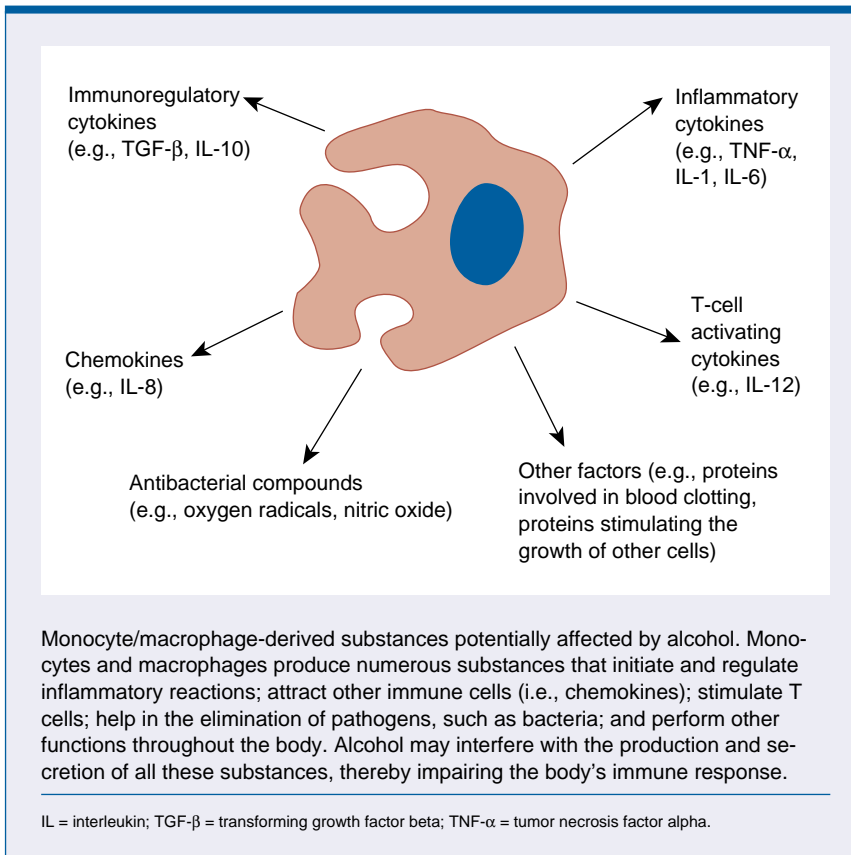 Immunoregulatory
cytokines
(e.g., TGF-β, IL-10)
Inflammatory
cytokines
(e.g., TNF-α,
IL-1, IL-6)
Chemokines
(e.g., IL-8)
T-cell
activating
cytokines
(e.g., IL-12)
Antibacterial compounds
(e.g., oxygen radicals, nitric oxide)
Other factors (e.g., proteins
involved in blood clotting,
proteins stimulating the
growth of other cells)
Monocyte/macrophage-derived substances potentially affected by alcohol. Mono-
cytes and macrophages produce numerous substances that initiate and regulate
inflammatory reactions; attract other immune cells (i.e., chemokines); stimulate T
cells; help in the elimination of pathogens, such as bacteria; and perform other
functions throughout the body. Alcohol may interfere with the production and se-
cretion of all these substances, thereby impairing the body’s immune response.
IL = interleukin; TGF-β = transforming growth factor beta; TNF-α = tumor necrosis factor alpha.